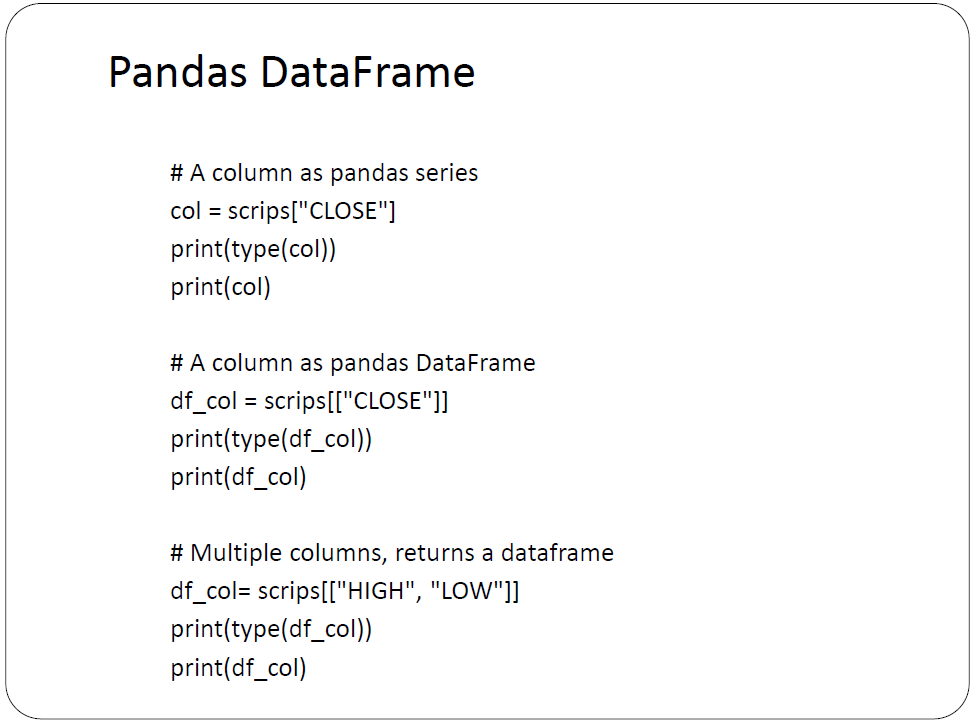 Pandas DataFrame
# A column as pandas series
col = scrips["CLOSE"]
print(type(col))
print(col)
# A column as pandas DataFrame
df_col = scrips[["CLOSE"]]
print(type(df_col))
print(df_col)
# Multiple columns, returns a dataframe
df_col= scrips[["HIGH", "LOW"]]
print(type(df_col))
print(df_col)